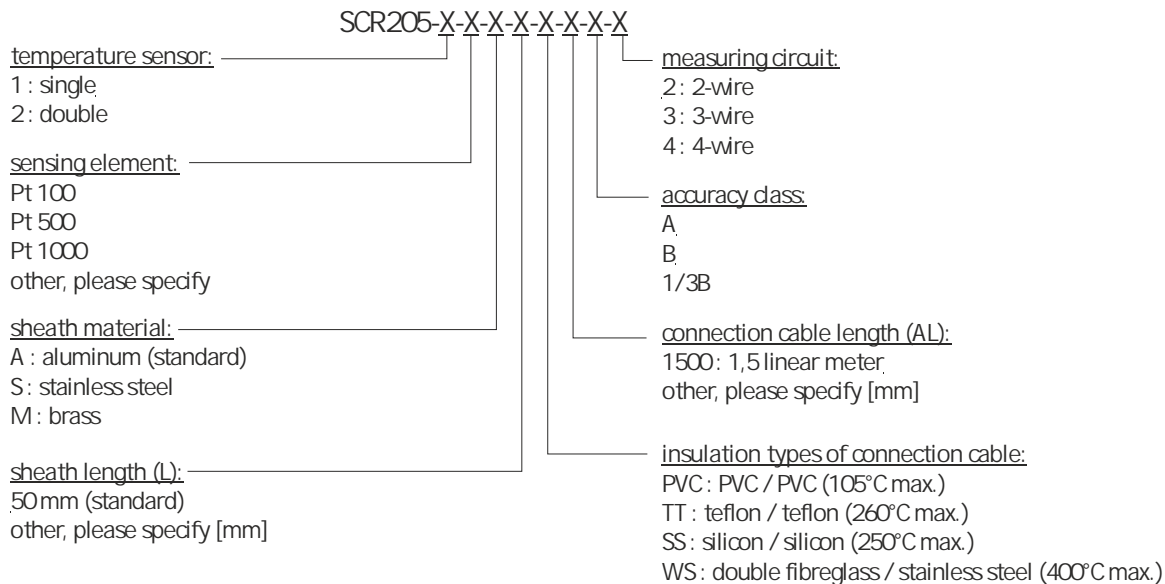 SCR205-X-X-X-X-X-X-X-X
temperature sensor:
1 : single
2 : double
sensing element:
Pt 100
Pt 500
Pt 1000
other, please specify
sheath material:
A : aluminum (standard)
S : stainless steel
M : brass
sheath length (L):
50 mm (standard)
other, please specify [mm]
measuring circuit:
2 : 2-wire
3 : 3-wire
4 : 4-wire
accuracy class:
A
B
1/3B
connection cable length (AL):
1500 : 1,5 linear meter
other, please specify [mm]
insulation types of connection cable:
PVC : PVC / PVC (105°C max.)
TT : teflon / teflon (260°C max.)
SS : silicon / silicon (250°C max.)
WS : double fibreglass / stainless steel (400°C max.)